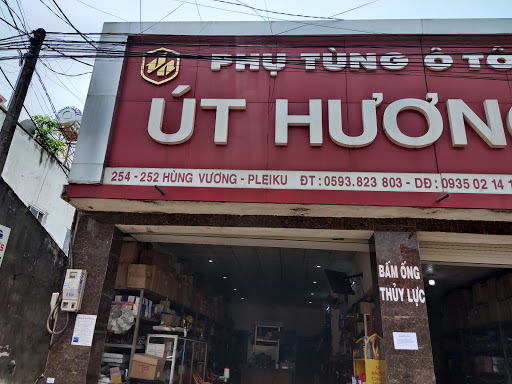 PHỤ TÙNG Ô TÔ
ÚT HƯƠNG
254 - 252 HÙNG VƯƠNG - PLEIKU ĐT : 0593.823 803 - DĐ : 0935 02 14 1
BẤM ỐNG
THỦY LỰC